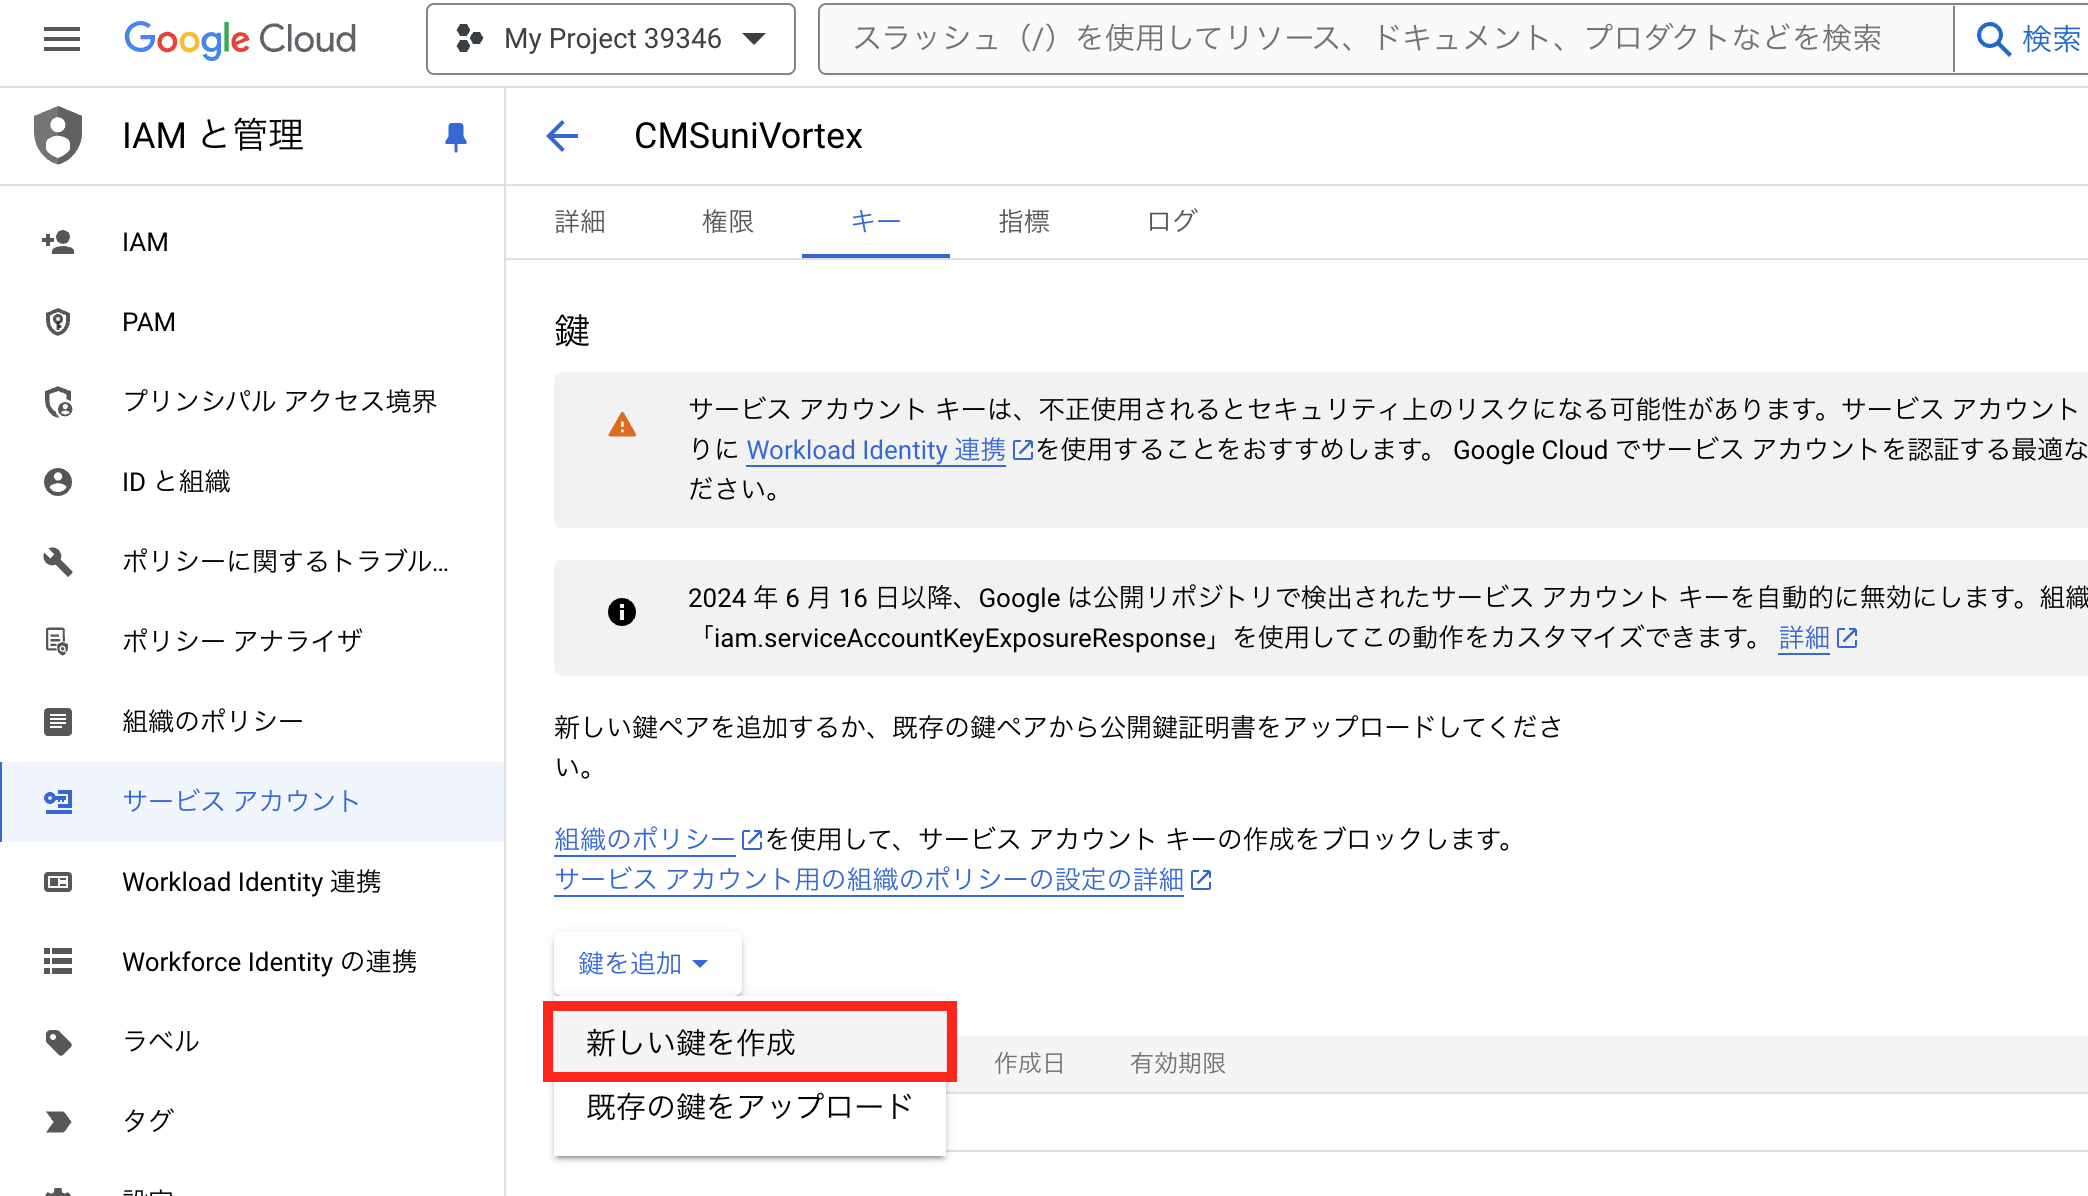 Google Cloud
My Project 39346
スラッシュ（/）を使用してリソース、ドキュメント、プロダクトなどを検索
検索
IAM と管理
CMSuniVortex
詳細
権限
キー
指標
ログ
IAM
PAM
プリンシパル アクセス境界
ID と組織
ポリシーに関するトラブル...
ポリシー アナライザ
組織のポリシー
サービス アカウント
Workload Identity 連携
Workforce Identity の連携
ラベル
タグ
鍵
サービス アカウント キーは、不正使用されるとセキュリティ上のリスクになる可能性があります。サービス アカウント
りに Workload Identity 連携を使用することをおすすめします。 Google Cloud でサービス アカウントを認証する最適な
ださい。
2024 年 6 月 16 日以降、Google は公開リポジトリで検出されたサービス アカウント キーを自動的に無効にします。組織
「iam.serviceAccountKeyExposureResponse」を使用してこの動作をカスタマイズできます。 詳細
新しい鍵ペアを追加するか、既存の鍵ペアから公開鍵証明書をアップロードしてくださ
い。
組織のポリシーを使用して、サービス アカウント キーの作成をブロックします。
サービス アカウント用の組織のポリシーの設定の詳細
鍵を追加
新しい鍵を作成
既存の鍵をアップロード
作成日
有効期限